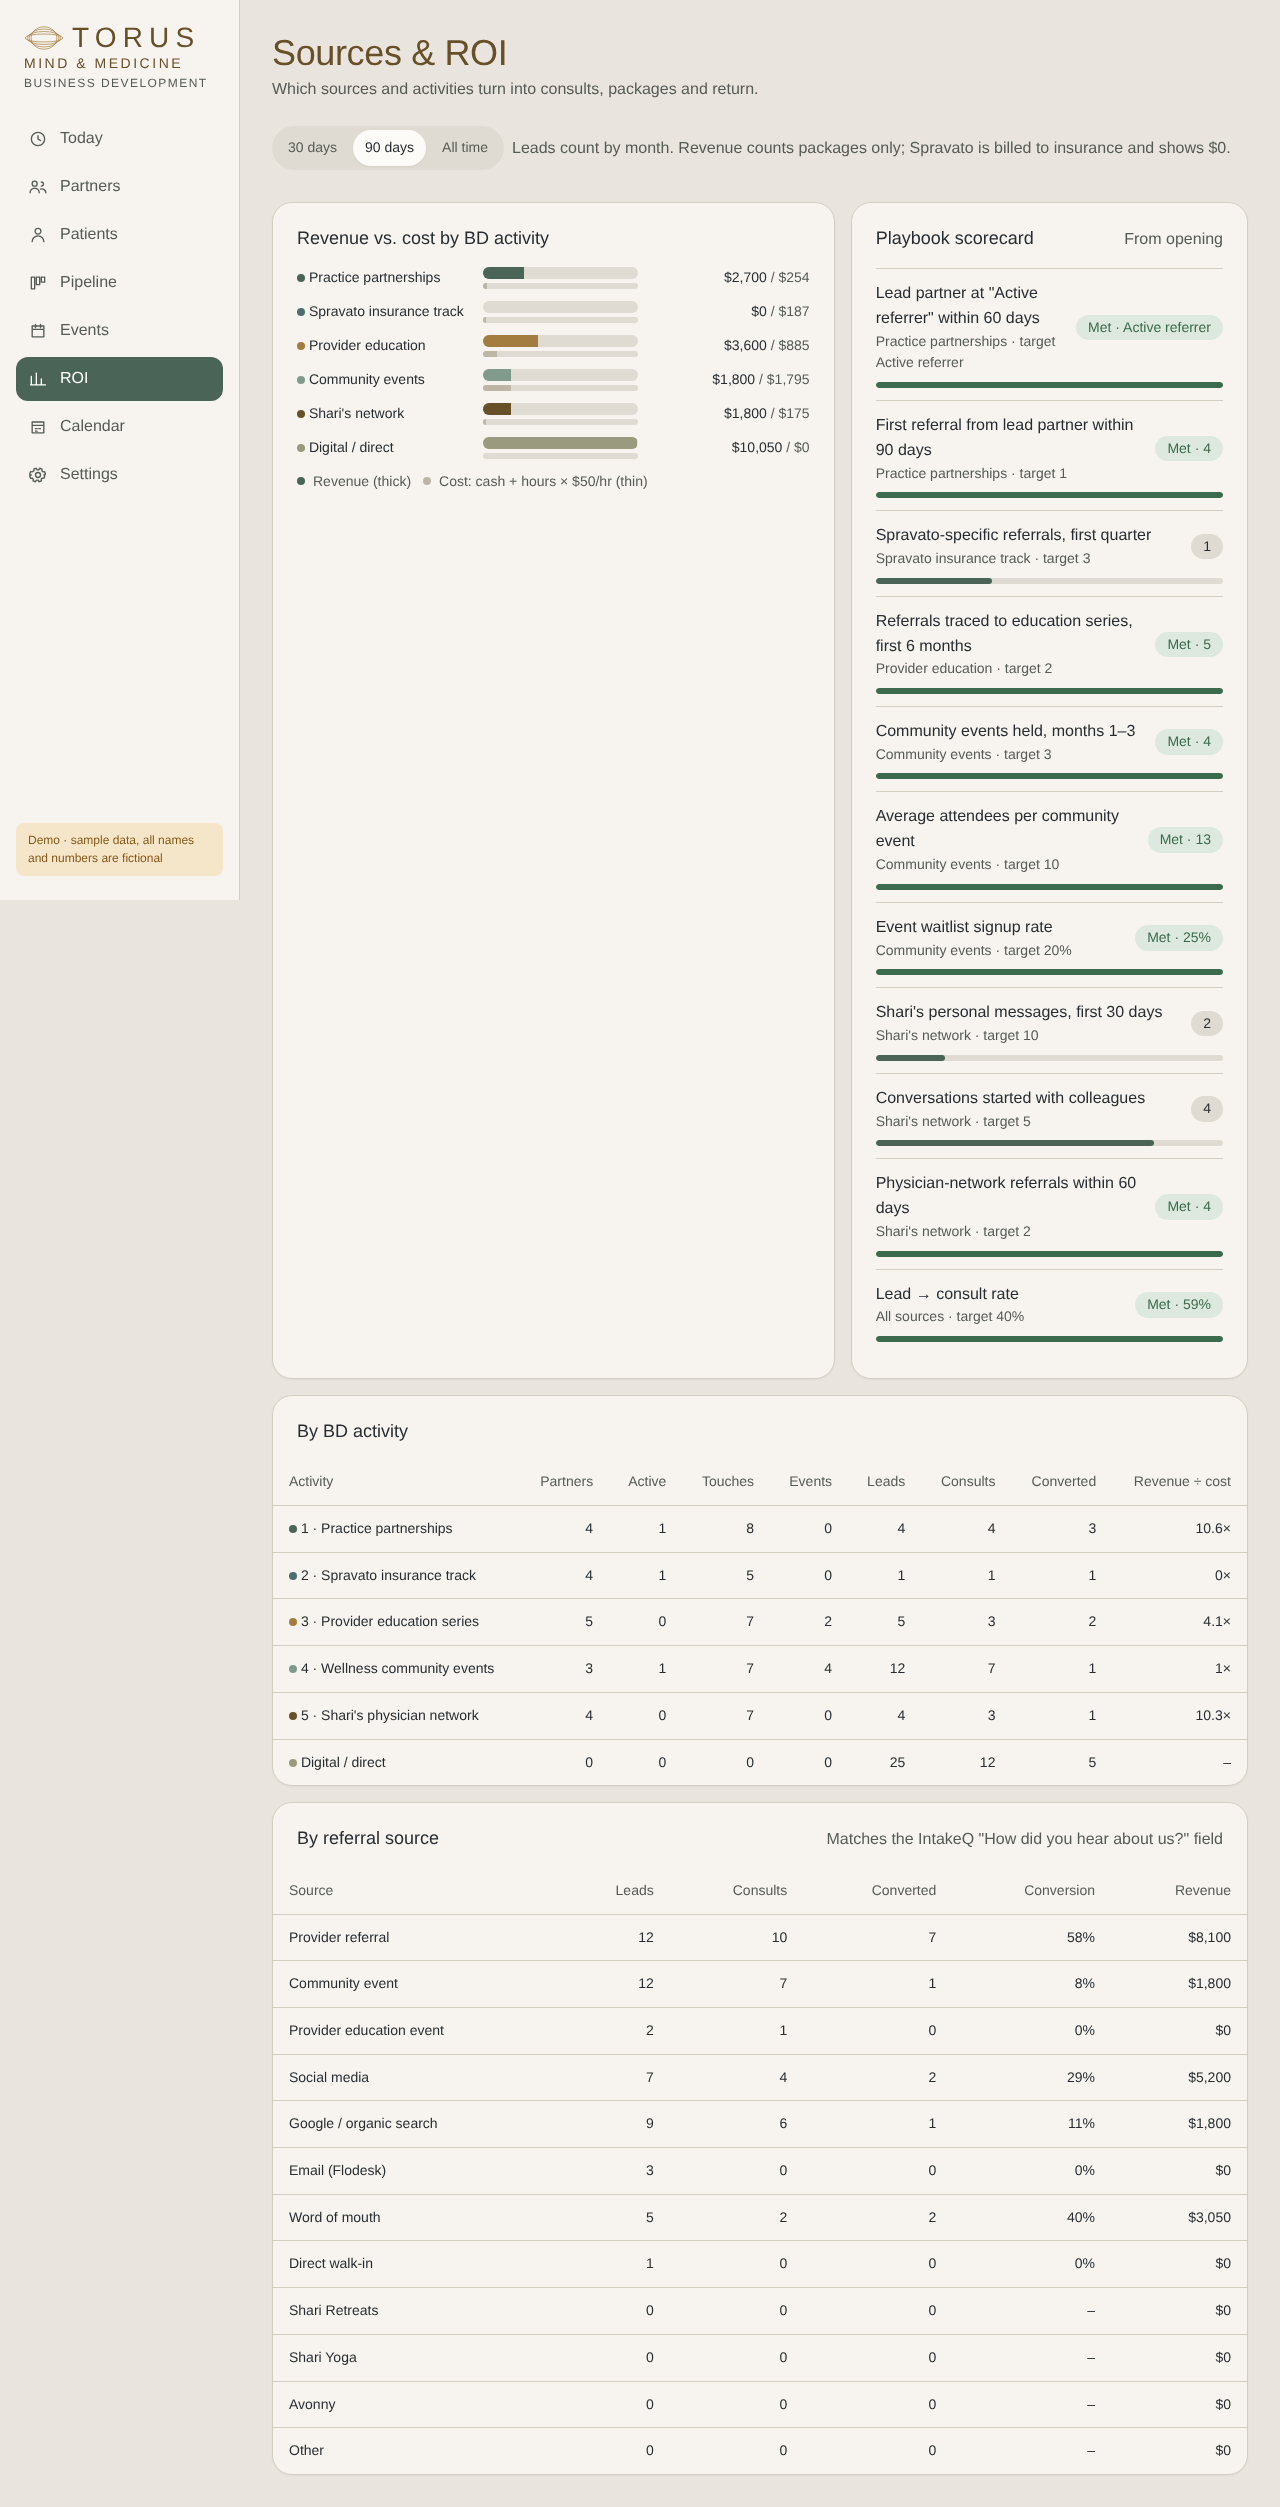 TORUS
MIND & MEDICINE
BUSINESS DEVELOPMENT
Today
Partners
Patients
Pipeline
Events
ROI
Calendar
Settings
Demo · sample data, all names
and numbers are fictional
Sources & ROI
Which sources and activities turn into consults, packages and return.
30 days 90 days All time Leads count by month. Revenue counts packages only; Spravato is billed to insurance and shows $0.
Revenue vs. cost by BD activity
Practice partnerships $2,700 / $254
Spravato insurance track $0 / $187
Provider education $3,600 / $885
Community events $1,800 / $1,795
Shari's network $1,800 / $175
Digital / direct $10,050 / $0
Revenue (thick) Cost: cash + hours × $50/hr (thin)
Playbook scorecard From opening
Lead partner at "Active
referrer" within 60 days
Practice partnerships · target
Active referrer
Met · Active referrer
First referral from lead partner within
90 days
Practice partnerships · target 1
Met · 4
Spravato-specific referrals, first quarter
Spravato insurance track · target 3
1
Referrals traced to education series,
first 6 months
Provider education · target 2
Met · 5
Community events held, months 1–3
Community events · target 3
Met · 4
Average attendees per community
event
Community events · target 10
Met · 13
Event waitlist signup rate
Community events · target 20%
Met · 25%
Shari's personal messages, first 30 days
Shari's network · target 10
2
Conversations started with colleagues
Shari's network · target 5
4
Physician-network referrals within 60
days
Shari's network · target 2
Met · 4
Lead → consult rate
All sources · target 40%
Met · 59%
By BD activity
Activity Partners Active Touches Events Leads Consults Converted Revenue ÷ cost
1 · Practice partnerships 4 1 8 0 4 4 3 10.6×
2 · Spravato insurance track 4 1 5 0 1 1 1 0×
3 · Provider education series 5 0 7 2 5 3 2 4.1×
4 · Wellness community events 3 1 7 4 12 7 1 1×
5 · Shari's physician network 4 0 7 0 4 3 1 10.3×
Digital / direct 0 0 0 0 25 12 5 –
By referral source Matches the IntakeQ "How did you hear about us?" field
Source Leads Consults Converted Conversion Revenue
Provider referral 12 10 7 58% $8,100
Community event 12 7 1 8% $1,800
Provider education event 2 1 0 0% $0
Social media 7 4 2 29% $5,200
Google / organic search 9 6 1 11% $1,800
Email (Flodesk) 3 0 0 0% $0
Word of mouth 5 2 2 40% $3,050
Direct walk-in 1 0 0 0% $0
Shari Retreats 0 0 0 – $0
Shari Yoga 0 0 0 – $0
Avonny 0 0 0 – $0
Other 0 0 0 – $0